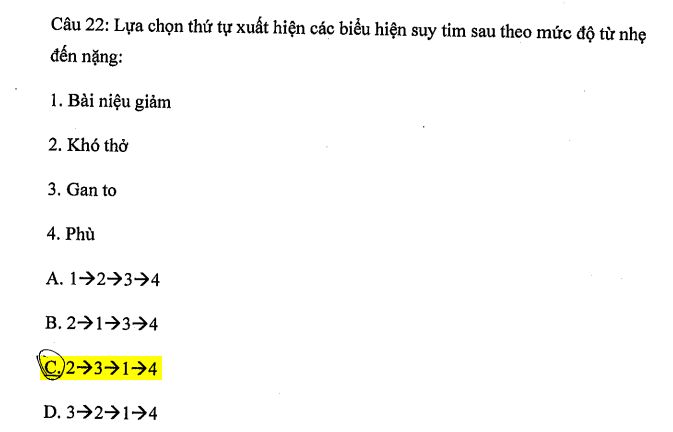 Câu 22: Lựa chọn thứ tự xuất hiện các biểu hiện suy tim sau theo mức độ từ nhẹ
đến nặng:
1. Bài niệu giảm
2. Khó thở
3. Gan to
4. Phù
A. 1→2→3→4
B. 2→1→3→4
C. 2→3→1→4
D. 3→2→1→4